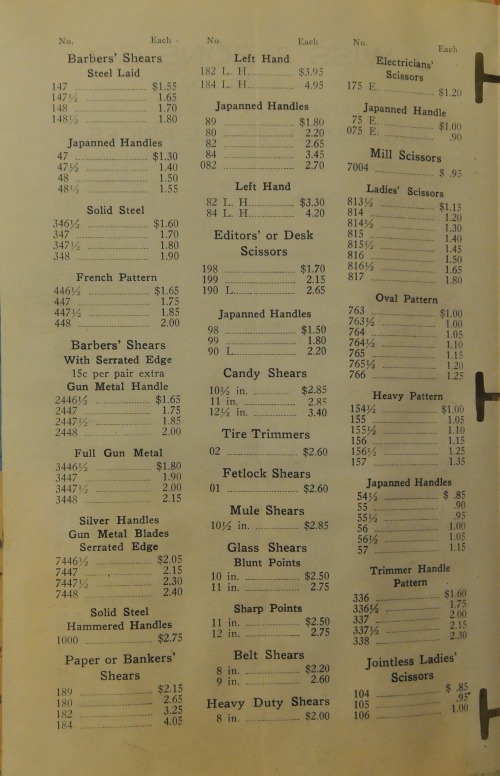 No. Each
Barbers' Shears
Steel Laid
147 ........ $1.55
147½ ........ 1.65
148 ........ 1.70
148½ ........ 1.80
Japanned Handles
47 ........ $1.30
47½ ........ 1.40
48 ........ 1.50
48½ ........ 1.55
Solid Steel
346½ ........ $1.60
347 ........ 1.70
347½ ........ 1.80
348 ........ 1.90
French Pattern
446½ ........ $1.65
447 ........ 1.75
447½ ........ 1.85
448 ........ 2.00
Barbers' Shears
With Serrated Edge
15c per pair extra
Gun Metal Handle
2446½ ........ $1.65
2447 ........ 1.75
2447½ ........ 1.85
2448 ........ 2.00
Full Gun Metal
3446½ ........ $1.80
3447 ........ 1.90
3447½ ........ 2.00
3448 ........ 2.15
Silver Handles
Gun Metal Blades
Serrated Edge
7446½ ........ $2.05
7447 ........ 2.15
7447½ ........ 2.30
7448 ........ 2.40
Solid Steel
Hammered Handles
1000 ........ $2.75
Paper or Bankers'
Shears
189 ........ $2.15
180 ........ 2.65
182 ........ 3.25
184 ........ 4.05
No. Each
Left Hand
182 L. H. ........ $3.95
184 L. H. ........ 4.95
Japanned Handles
89 ........ $1.80
80 ........ 2.20
82 ........ 2.65
84 ........ 3.45
082 ........ 2.70
Left Hand
82 L. H. ........ $3.30
84 L. H. ........ 4.20
Editors' or Desk
Scissors
198 ........ $1.70
199 ........ 2.15
190 L. ........ 2.65
Japanned Handles
98 ........ $1.50
99 ........ 1.80
90 L. ........ 2.20
Candy Shears
10½ in. ........ $2.85
11 in. ........ 2.85
12½ in. ........ 3.40
Tire Trimmers
02 ........ $2.60
Fetlock Shears
01 ........ $2.60
Mule Shears
10½ in. ........ $2.85
Glass Shears
Blunt Points
10 in. ........ $2.50
11 in. ........ 2.75
Sharp Points
11 in. ........ $2.50
12 in. ........ 2.75
Belt Shears
8 in. ........ $2.20
9 in. ........ 2.60
Heavy Duty Shears
8 in. ........ $2.00
No. Each
Electricians'
Scissors
175 E. ........ $1.20
Japanned Handle
75 E. ........ $1.00
075 E. ........ .90
Mill Scissors
7004 ........ $ .95
Ladies' Scissors
813½ ........ $1.15
814 ........ 1.20
814½ ........ 1.30
815 ........ 1.40
815½ ........ 1.45
816 ........ 1.50
816½ ........ 1.65
817 ........ 1.80
Oval Pattern
763 ........ $1.00
763½ ........ 1.00
764 ........ 1.05
764½ ........ 1.10
765 ........ 1.15
765½ ........ 1.20
766 ........ 1.25
Heavy Pattern
154½ ........ $1.00
155 ........ 1.05
155½ ........ 1.10
156 ........ 1.15
156½ ........ 1.25
157 ........ 1.35
Japanned Handles
54½ ........ $ .85
55 ........ .90
55½ ........ .95
56 ........ 1.00
56½ ........ 1.05
57 ........ 1.15
Trimmer Handle
Pattern
336 ........ $1.60
336½ ........ 1.75
337 ........ 2.00
337½ ........ 2.15
338 ........ 2.30
Jointless Ladies'
Scissors
104 ........ $ .85
105 ........ .95
106 ........ 1.00